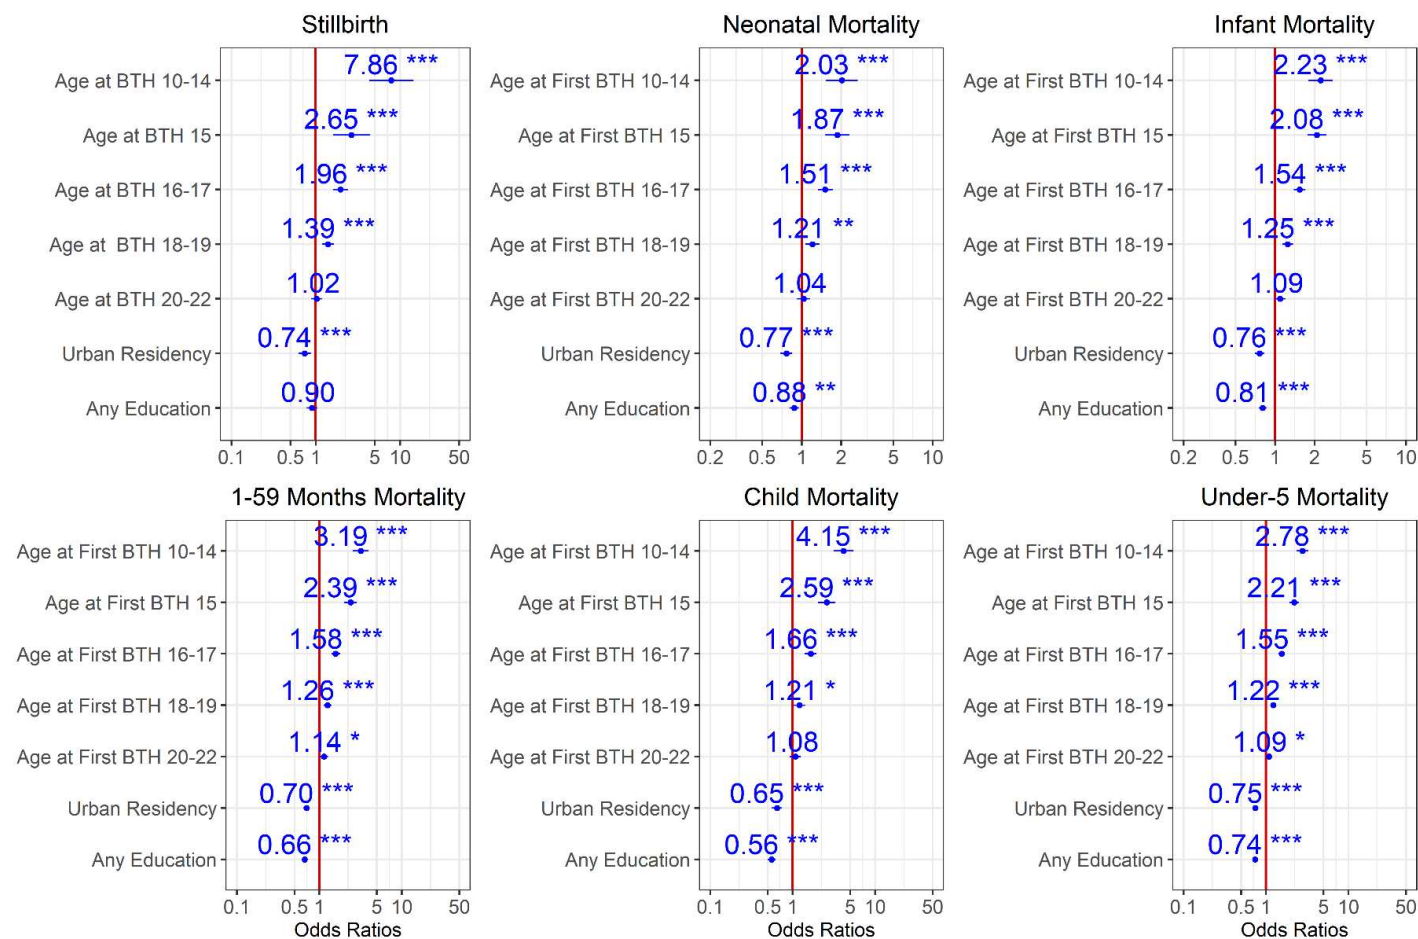 Stillbirth
Age at BTH 10-14
7.86 ***
Age at BTH 15
2.65 ***
Age at BTH 16-17
1.96 ***
Age at  BTH 18-19
1.39 ***
Age at BTH 20-22
1.02
Urban Residency
0.74 ***
Any Education
0.90
0.1 0.5 1 5 10 50
Neonatal Mortality
Age at First BTH 10-14
2.03 ***
Age at First BTH 15
1.87 ***
Age at First BTH 16-17
1.51 ***
Age at First BTH 18-19
1.21 **
Age at First BTH 20-22
1.04
Urban Residency
0.77 ***
Any Education
0.88 **
0.2 0.5 1 2 5 10
Infant Mortality
Age at First BTH 10-14
2.23 ***
Age at First BTH 15
2.08 ***
Age at First BTH 16-17
1.54 ***
Age at First BTH 18-19
1.25 ***
Age at First BTH 20-22
1.09
Urban Residency
0.76 ***
Any Education
0.81 ***
0.2 0.5 1 2 5 10
1-59 Months Mortality
Age at First BTH 10-14
3.19 ***
Age at First BTH 15
2.39 ***
Age at First BTH 16-17
1.58 ***
Age at First BTH 18-19
1.26 ***
Age at First BTH 20-22
1.14 *
Urban Residency
0.70 ***
Any Education
0.66 ***
0.1 0.5 1 5 10 50
Odds Ratios
Child Mortality
Age at First BTH 10-14
4.15 ***
Age at First BTH 15
2.59 ***
Age at First BTH 16-17
1.66 ***
Age at First BTH 18-19
1.21 *
Age at First BTH 20-22
1.08
Urban Residency
0.65 ***
Any Education
0.56 ***
0.1 0.5 1 5 10 50
Odds Ratios
Under-5 Mortality
Age at First BTH 10-14
2.78 ***
Age at First BTH 15
2.21 ***
Age at First BTH 16-17
1.55 ***
Age at First BTH 18-19
1.22 ***
Age at First BTH 20-22
1.09 *
Urban Residency
0.75 ***
Any Education
0.74 ***
0.1 0.5 1 5 10 50
Odds Ratios